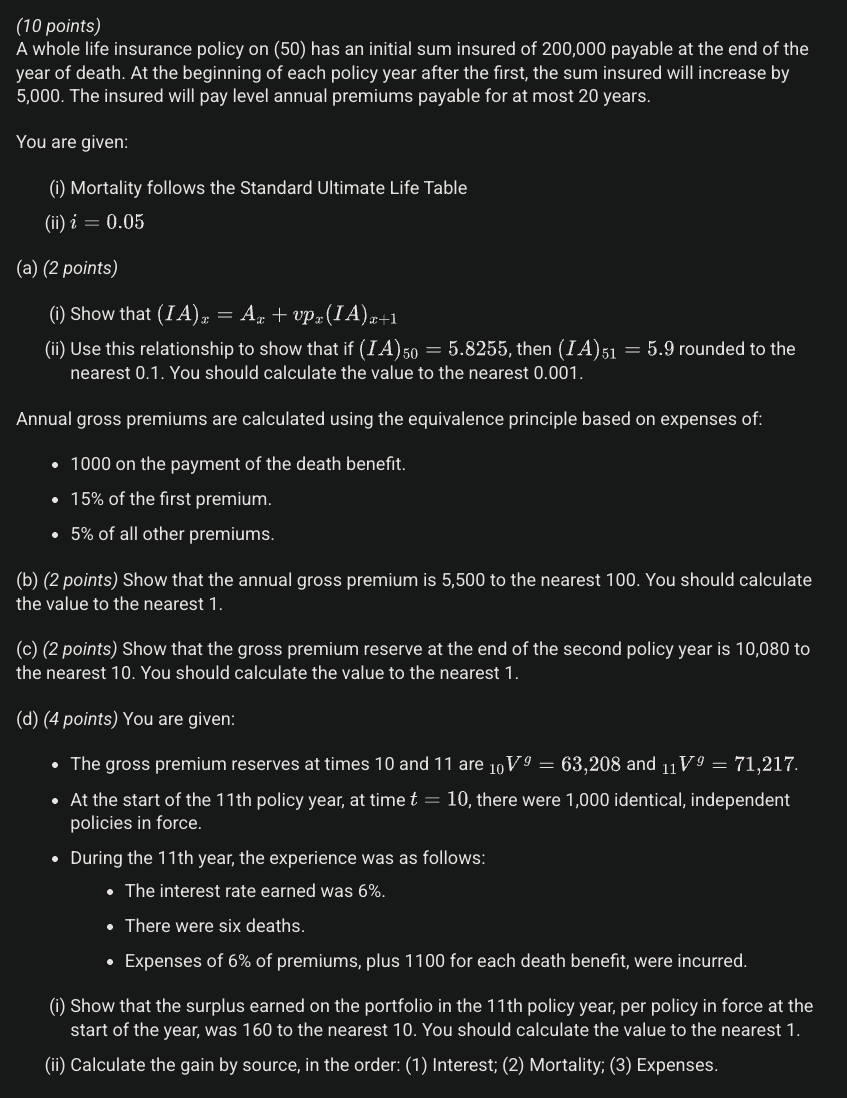 (10 points)
A whole life insurance policy on (50) has an initial sum insured of 200,000 payable at the end of the
year of death. At the beginning of each policy year after the first, the sum insured will increase by
5,000. The insured will pay level annual premiums payable for at most 20 years.
You are given:
(i) Mortality follows the Standard Ultimate Life Table
(ii) i = 0.05
(a) (2 points)
(i) Show that (IA)ₓ = Aₓ + vpₓ(IA)ₓ₊₁
(ii) Use this relationship to show that if (IA)₅₀ = 5.8255, then (IA)₅₁ = 5.9 rounded to the
nearest 0.1. You should calculate the value to the nearest 0.001.
Annual gross premiums are calculated using the equivalence principle based on expenses of:
• 1000 on the payment of the death benefit.
• 15% of the first premium.
• 5% of all other premiums.
(b) (2 points) Show that the annual gross premium is 5,500 to the nearest 100. You should calculate
the value to the nearest 1.
(c) (2 points) Show that the gross premium reserve at the end of the second policy year is 10,080 to
the nearest 10. You should calculate the value to the nearest 1.
(d) (4 points) You are given:
• The gross premium reserves at times 10 and 11 are ₁₀Vᵍ = 63,208 and ₁₁Vᵍ = 71,217.
• At the start of the 11th policy year, at time t = 10, there were 1,000 identical, independent
policies in force.
• During the 11th year, the experience was as follows:
• The interest rate earned was 6%.
• There were six deaths.
• Expenses of 6% of premiums, plus 1100 for each death benefit, were incurred.
(i) Show that the surplus earned on the portfolio in the 11th policy year, per policy in force at the
start of the year, was 160 to the nearest 10. You should calculate the value to the nearest 1.
(ii) Calculate the gain by source, in the order: (1) Interest; (2) Mortality; (3) Expenses.